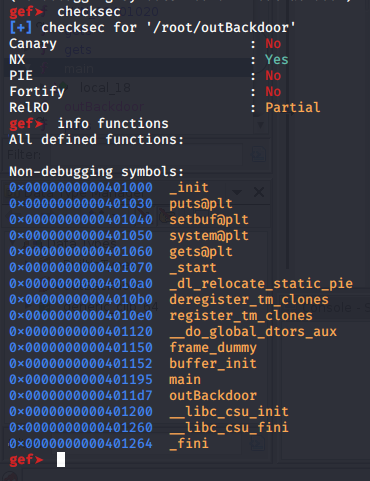 gef➤ checksec
[+] checksec for '/root/outBackdoor'
Canary : No
NX : Yes
PIE : No
Fortify : No
RelRO : Partial
gef➤ info functions
All defined functions:
Non-debugging symbols:
0x0000000000401000 _init
0x0000000000401030 puts@plt
0x0000000000401040 setbuf@plt
0x0000000000401050 system@plt
0x0000000000401060 gets@plt
0x0000000000401070 _start
0x00000000004010a0 _dl_relocate_static_pie
0x00000000004010b0 deregister_tm_clones
0x00000000004010e0 register_tm_clones
0x0000000000401120 __do_global_dtors_aux
0x0000000000401150 frame_dummy
0x0000000000401152 buffer_init
0x0000000000401195 main
0x00000000004011d7 outBackdoor
0x0000000000401200 __libc_csu_init
0x0000000000401260 __libc_csu_fini
0x0000000000401264 _fini
gef➤